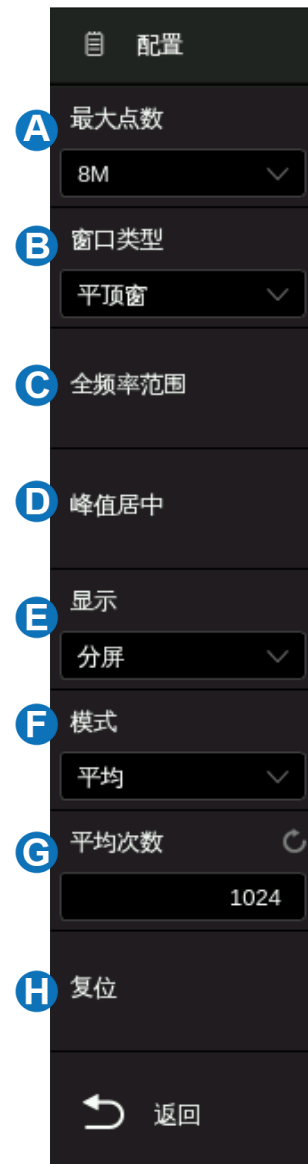 配置
A 最大点数
8M
B 窗口类型
平顶窗
C 全频率范围
D 峰值居中
E 显示
分屏
F 模式
平均
G 平均次数
1024
H 复位
返回